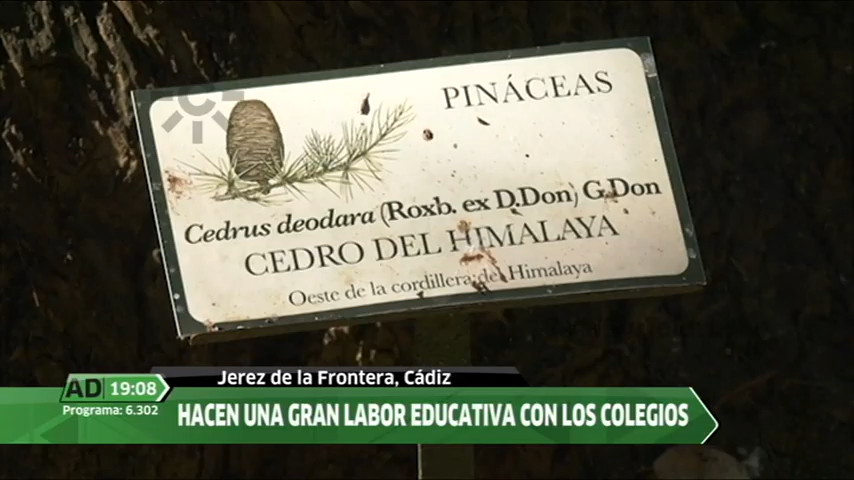 PINÁCEAS
Cedrus deodara (Roxb. ex D.Don) G.Don
CEDRO DEL HIMALAYA
Oeste de la cordillera del Himalaya
Jerez de la Frontera, Cádiz
AD 19:08
Programa: 6.302
HACEN UNA GRAN LABOR EDUCATIVA CON LOS COLEGIOS